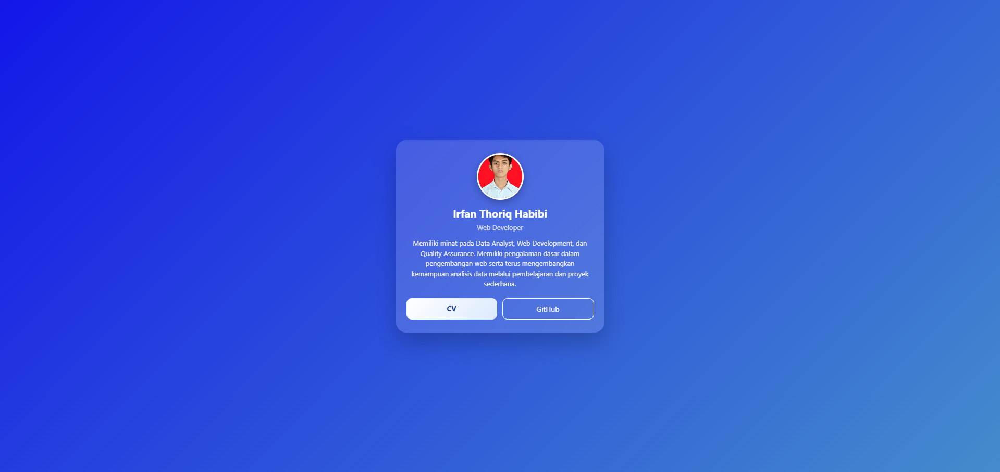 Irfan Thoriq Habibi
Web Developer
Memiliki minat pada Data Analyst, Web Development, dan
Quality Assurance. Memiliki pengalaman dasar dalam
pengembangan web serta terus mengembangkan
kemampuan analisis data melalui pembelajaran dan proyek
sederhana.
CV
GitHub